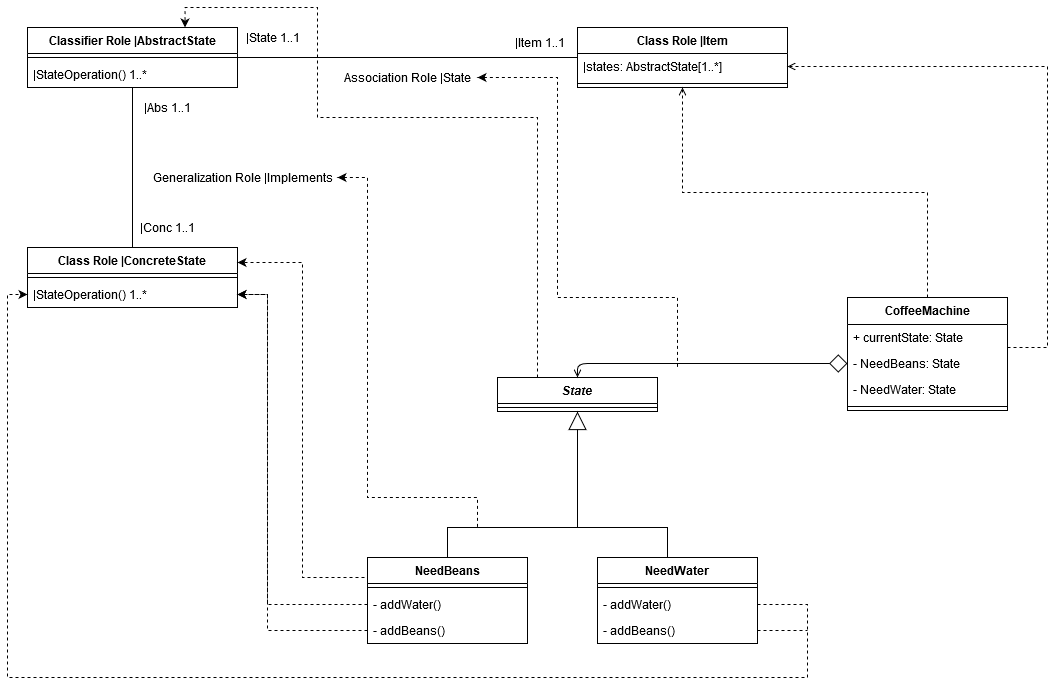 Classifier Role |AbstractState
|StateOperation() 1..*
|State 1..1
|Item 1..1
Class Role |Item
|states: AbstractState[1..*]
Association Role |State
|Abs 1..1
Generalization Role |Implements
|Conc 1..1
Class Role |ConcreteState
|StateOperation() 1..*
CoffeeMachine
+ currentState: State
- NeedBeans: State
- NeedWater: State
State
NeedBeans
- addWater()
- addBeans()
NeedWater
- addWater()
- addBeans()